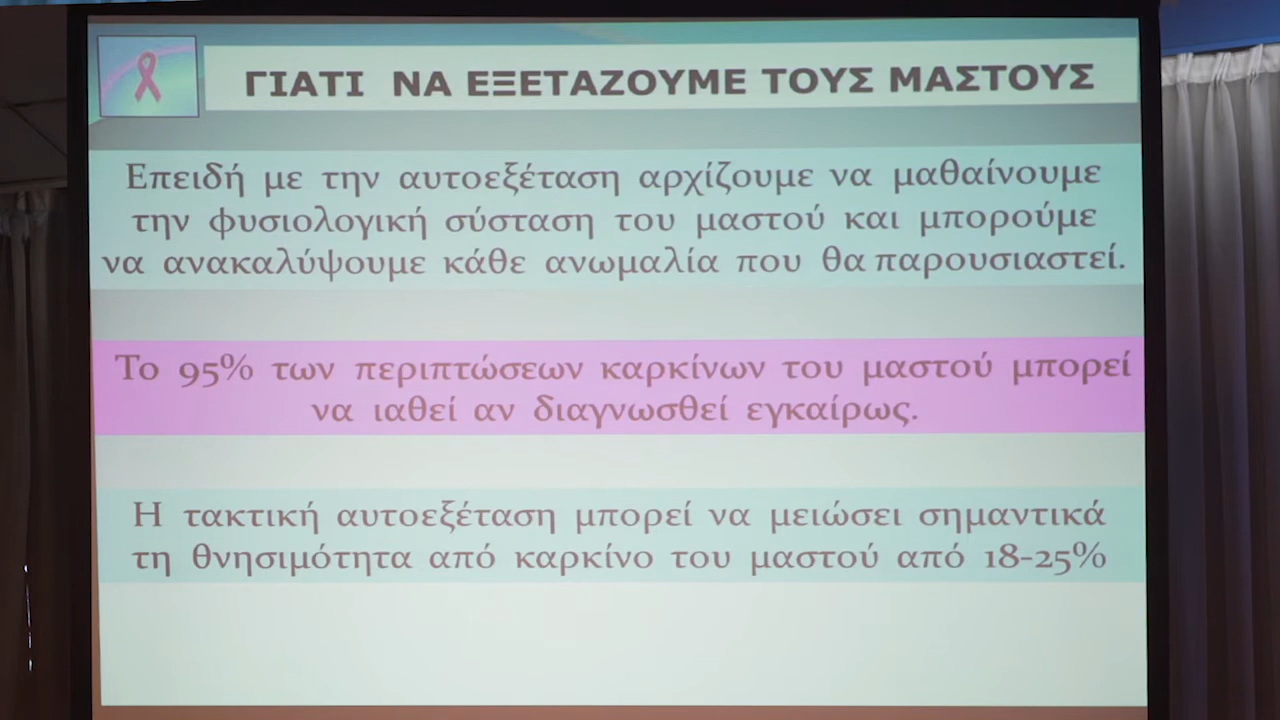 ΓΙΑΤΙ ΝΑ ΕΞΕΤΑΖΟΥΜΕ ΤΟΥΣ ΜΑΣΤΟΥΣ
Επειδή με την αυτοεξέταση αρχίζουμε να μαθαίνουμε
την φυσιολογική σύσταση του μαστού και μπορούμε
να ανακαλύψουμε κάθε ανωμαλία που θα παρουσιαστεί.
Το 95% των περιπτώσεων καρκίνων του μαστού μπορεί
να ιαθεί αν διαγνωσθεί εγκαίρως.
Η τακτική αυτοεξέταση μπορεί να μειώσει σημαντικά
τη θνησιμότητα από καρκίνο του μαστού από 18-25%